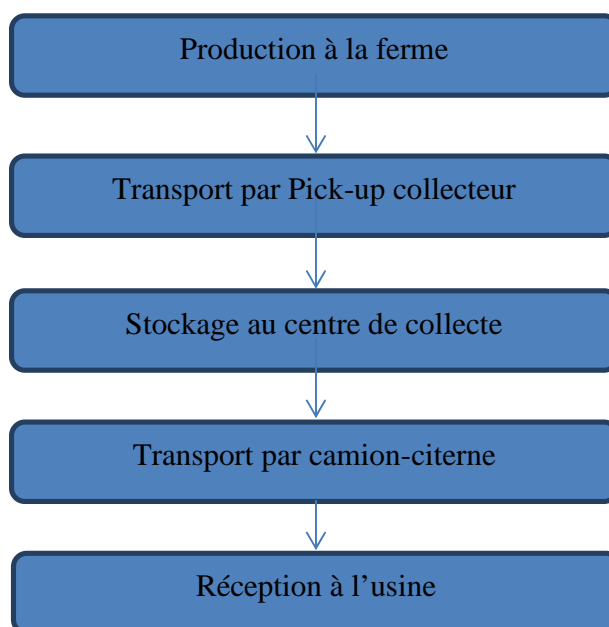 Production à la ferme
Transport par Pick-up collecteur
Stockage au centre de collecte
Transport par camion-citerne
Réception à l’usine